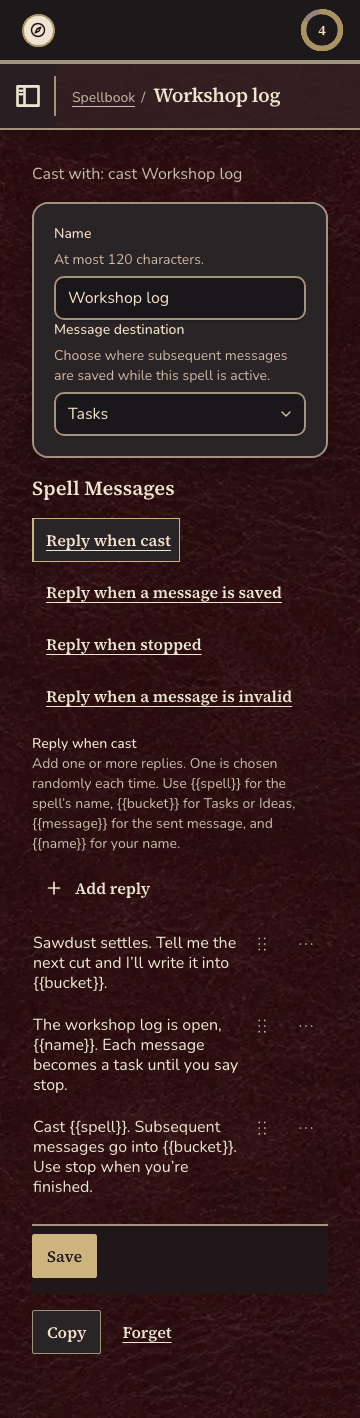 4
Spellbook / Workshop log
Cast with: cast Workshop log
Name
At most 120 characters.
Workshop log
Message destination
Choose where subsequent messages
are saved while this spell is active.
Tasks
Spell Messages
Reply when cast
Reply when a message is saved
Reply when stopped
Reply when a message is invalid
Reply when cast
Add one or more replies. One is chosen
randomly each time. Use {{spell}} for the
spell's name, {{bucket}} for Tasks or Ideas,
{{message}} for the sent message, and
{{name}} for your name.
Add reply
Sawdust settles. Tell me the
next cut and I'll write it into
{{bucket}}.
The workshop log is open,
{{name}}. Each message
becomes a task until you say
stop.
Cast {{spell}}. Subsequent
messages go into {{bucket}}.
Use stop when you're
finished.
Save
Copy Forget